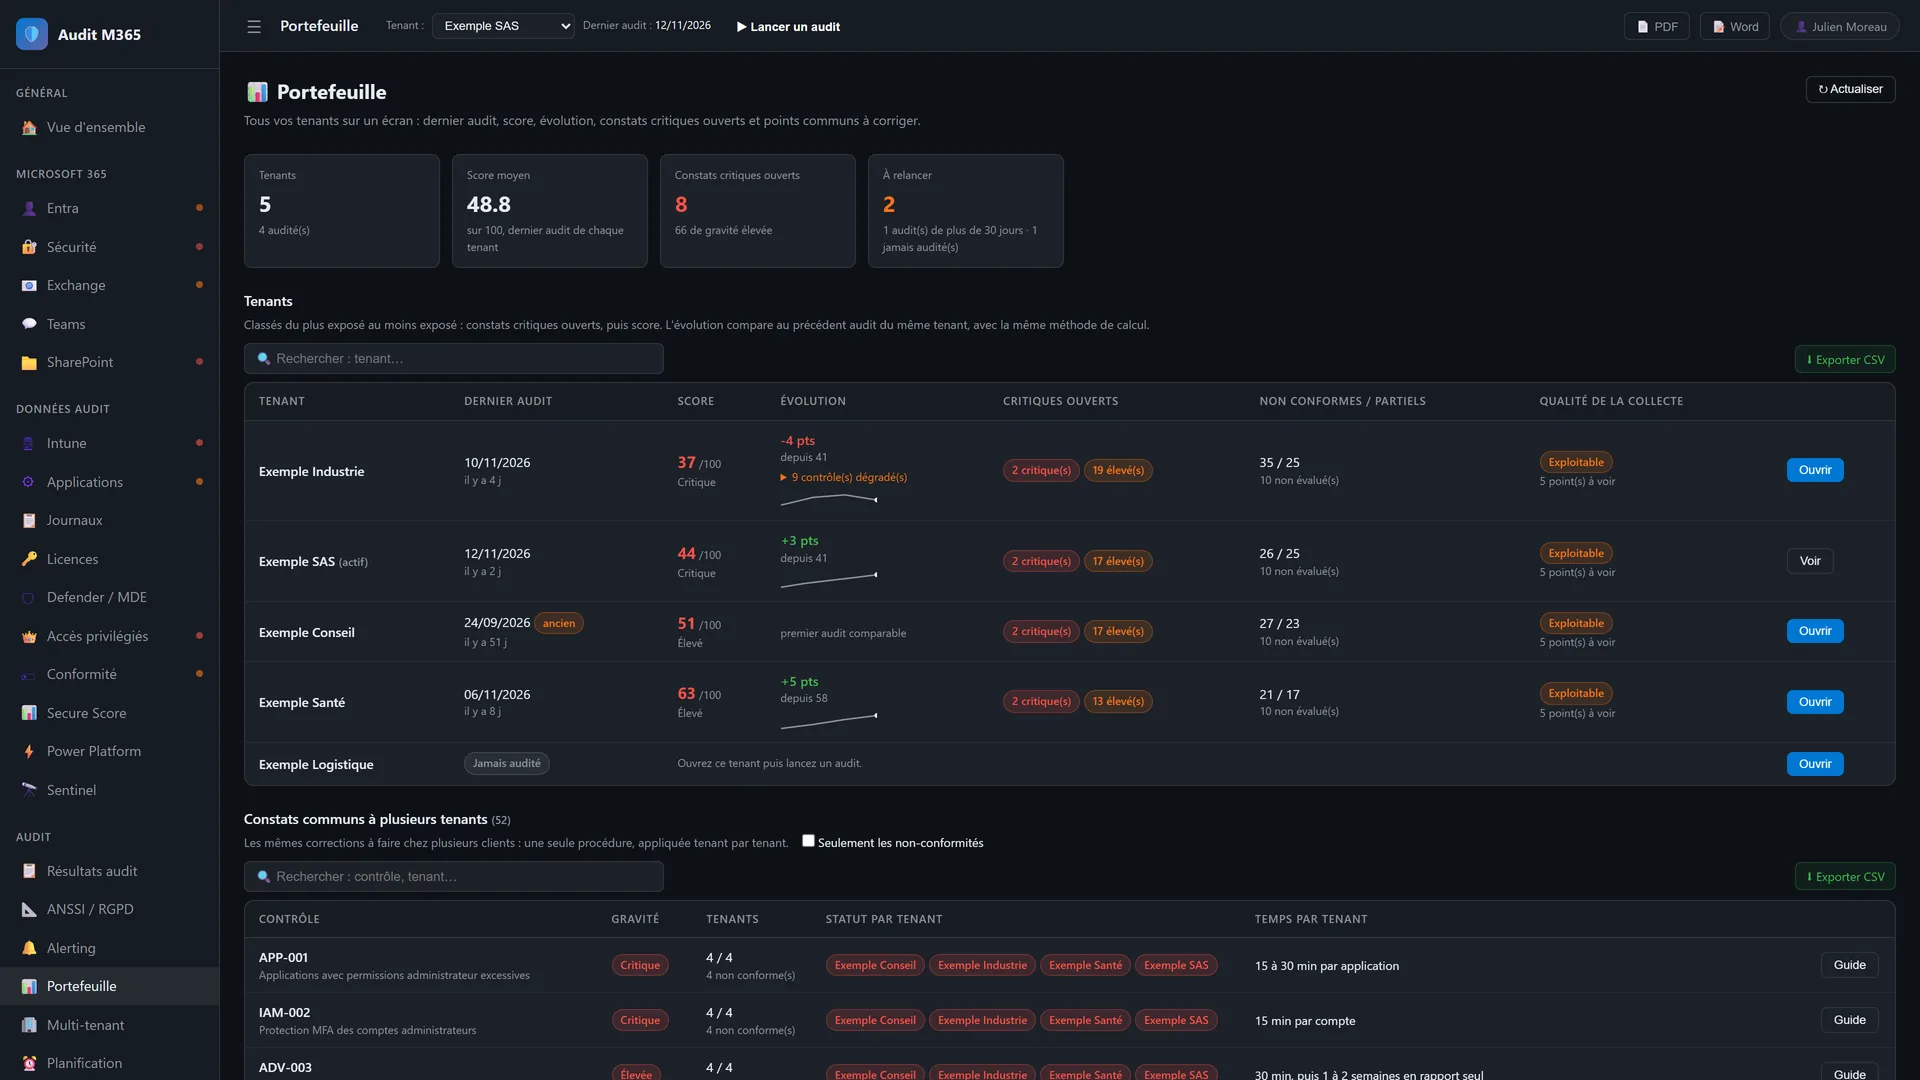 Audit M365
☰ Portefeuille Tenant : Exemple SAS Dernier audit : 12/11/2026 ▶ Lancer un audit PDF Word Julien Moreau
GÉNÉRAL
Vue d'ensemble
MICROSOFT 365
Entra
Sécurité
Exchange
Teams
SharePoint
DONNÉES AUDIT
Intune
Applications
Journaux
Licences
Defender / MDE
Accès privilégiés
Conformité
Secure Score
Power Platform
Sentinel
AUDIT
Résultats audit
ANSSI / RGPD
Alerting
Portefeuille
Multi-tenant
Planification
Portefeuille
↻ Actualiser
Tous vos tenants sur un écran : dernier audit, score, évolution, constats critiques ouverts et points communs à corriger.
Tenants
5
4 audité(s)
Score moyen
48.8
sur 100, dernier audit de chaque
tenant
Constats critiques ouverts
8
66 de gravité élevée
À relancer
2
1 audit(s) de plus de 30 jours · 1
jamais audité(s)
Tenants
Classés du plus exposé au moins exposé : constats critiques ouverts, puis score. L'évolution compare au précédent audit du même tenant, avec la même méthode de calcul.
Rechercher : tenant…
⬇ Exporter CSV
TENANT DERNIER AUDIT SCORE ÉVOLUTION CRITIQUES OUVERTS NON CONFORMES / PARTIELS QUALITÉ DE LA COLLECTE
Exemple Industrie
10/11/2026
il y a 4 j
37 /100
Critique
-4 pts
depuis 41
▶ 9 contrôle(s) dégradé(s)
2 critique(s) 19 élevé(s)
35 / 25
10 non évalué(s)
Exploitable
5 point(s) à voir
Ouvrir
Exemple SAS (actif)
12/11/2026
il y a 2 j
44 /100
Critique
+3 pts
depuis 41
2 critique(s) 17 élevé(s)
26 / 25
10 non évalué(s)
Exploitable
5 point(s) à voir
Voir
Exemple Conseil
24/09/2026 ancien
il y a 51 j
51 /100
Élevé
premier audit comparable
2 critique(s) 17 élevé(s)
27 / 23
10 non évalué(s)
Exploitable
5 point(s) à voir
Ouvrir
Exemple Santé
06/11/2026
il y a 8 j
63 /100
Élevé
+5 pts
depuis 58
2 critique(s) 13 élevé(s)
21 / 17
10 non évalué(s)
Exploitable
5 point(s) à voir
Ouvrir
Exemple Logistique
Jamais audité
Ouvrez ce tenant puis lancez un audit.
Ouvrir
Constats communs à plusieurs tenants (52)
Les mêmes corrections à faire chez plusieurs clients : une seule procédure, appliquée tenant par tenant. Seulement les non-conformités
Rechercher : contrôle, tenant…
⬇ Exporter CSV
CONTRÔLE GRAVITÉ TENANTS STATUT PAR TENANT TEMPS PAR TENANT
APP-001
Applications avec permissions administrateur excessives
Critique
4 / 4
4 non conforme(s)
Exemple Conseil Exemple Industrie Exemple Santé Exemple SAS
15 à 30 min par application
Guide
IAM-002
Protection MFA des comptes administrateurs
Critique
4 / 4
4 non conforme(s)
Exemple Conseil Exemple Industrie Exemple Santé Exemple SAS
15 min par compte
Guide
ADV-003
Élevée
4 / 4
Exemple Conseil Exemple Industrie Exemple Santé Exemple SAS
30 min, puis 1 à 2 semaines en rapport seul
Guide